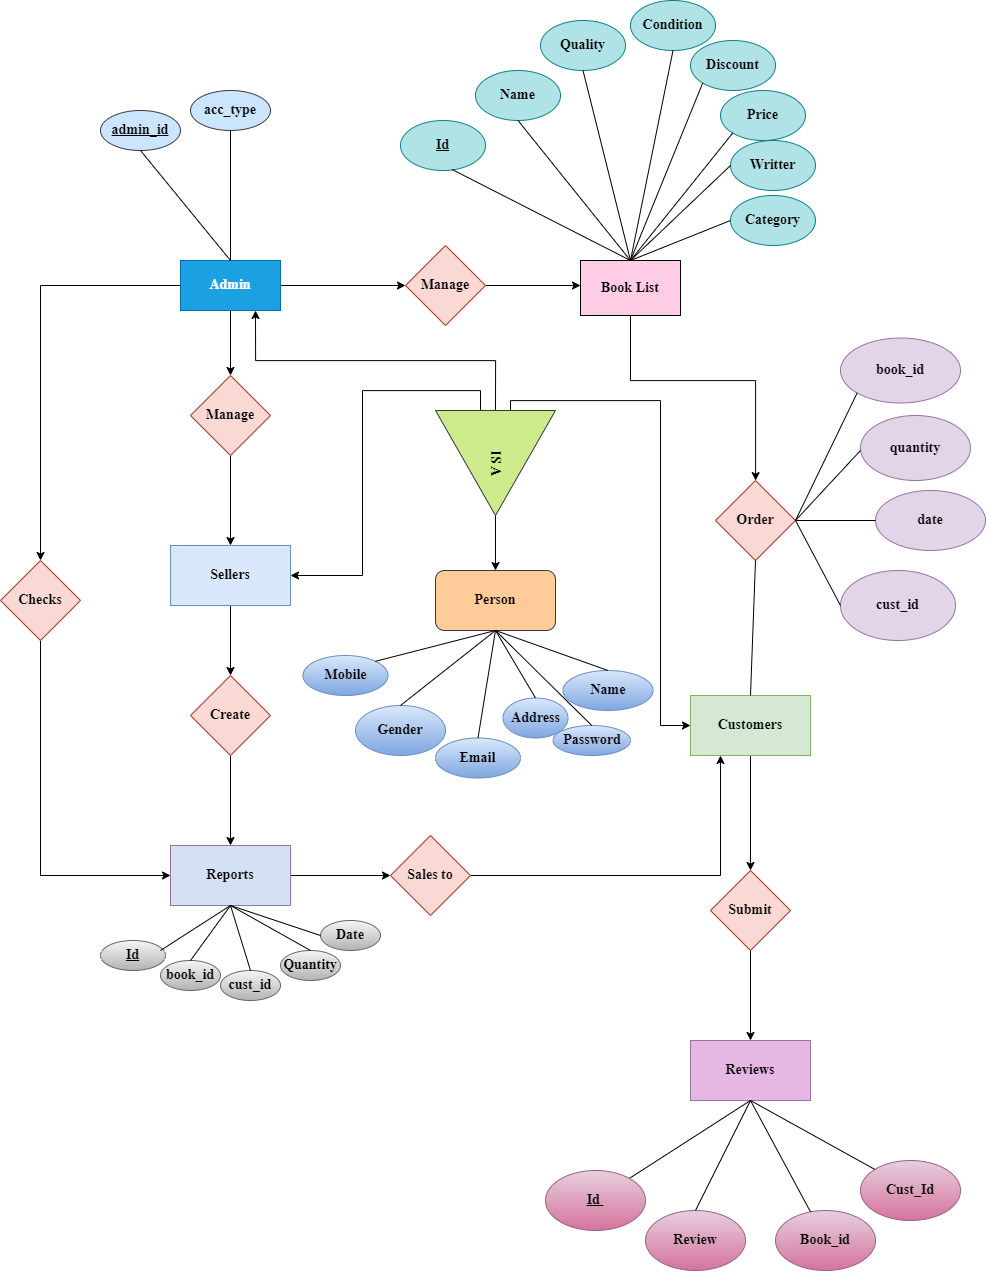 Condition
Quality
Discount
Name
acc_type
Price
admin_id
Id
Writter
Category
Admin
Manage
Book List
book_id
Manage
quantity
ISA
Order
date
Sellers
Checks
Person
cust_id
Mobile
Name
Create
Gender
Address
Customers
Password
Email
Reports
Sales to
Submit
Date
Id
Quantity
book_id
cust_id
Reviews
Cust_Id
Id
Review
Book_id